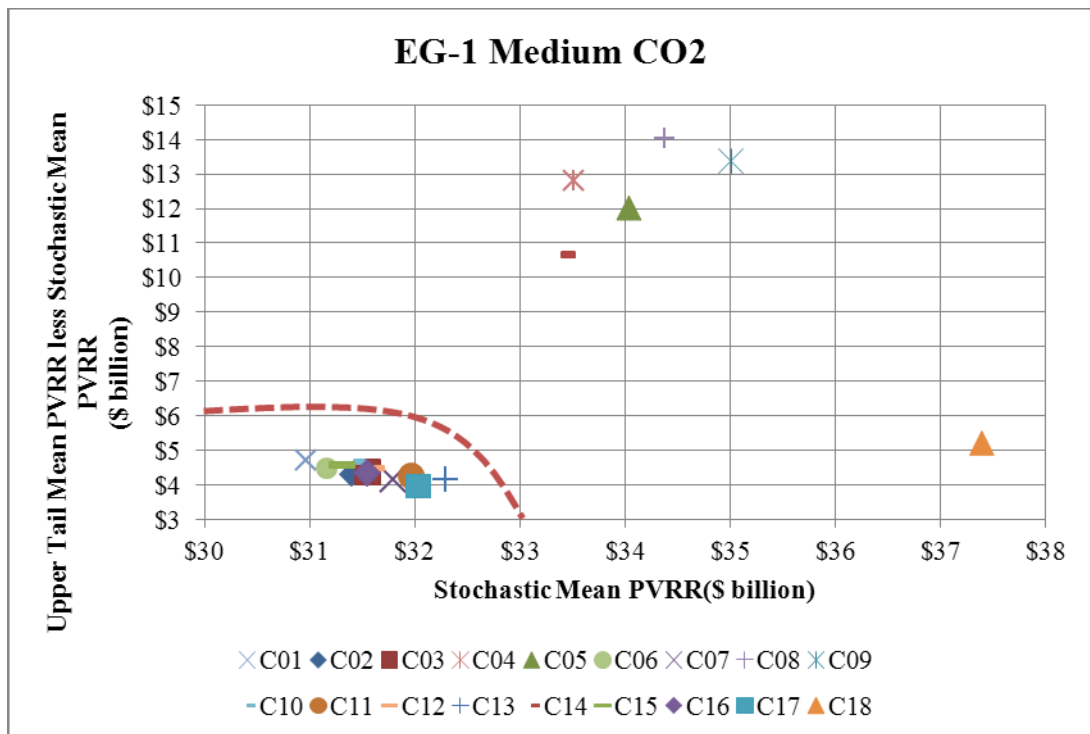 EG-1 Medium CO2
Upper Tail Mean PVRR less Stochastic Mean
PVRR
($ billion)
$15
$14
$13
$12
$11
$10
$9
$8
$7
$6
$5
$4
$3
$30 $31 $32 $33 $34 $35 $36 $37 $38
Stochastic Mean PVRR($ billion)
C01 C02 C03 C04 C05 C06 C07 C08 C09
C10 C11 C12 C13 C14 C15 C16 C17 C18